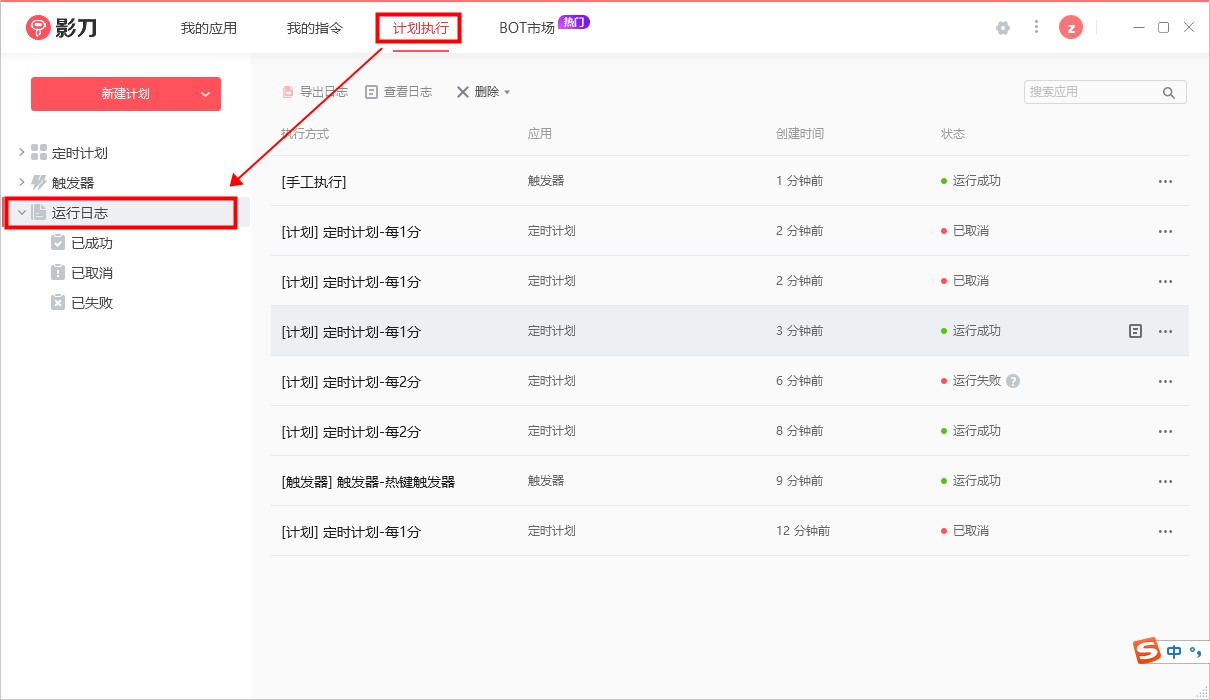 影刀 我的应用 我的指令 计划执行 BOT市场 热门 z
新建计划
导出日志 查看日志 删除 搜索应用
定时计划
触发器
运行日志
已成功
已取消
已失败
执行方式 应用 创建时间 状态
[手工执行] 触发器 1 分钟前 运行成功
[计划] 定时计划-每1分 定时计划 2 分钟前 已取消
[计划] 定时计划-每1分 定时计划 2 分钟前 已取消
[计划] 定时计划-每1分 定时计划 3 分钟前 运行成功
[计划] 定时计划-每2分 定时计划 6 分钟前 运行失败 ?
[计划] 定时计划-每2分 定时计划 8 分钟前 运行成功
[触发器] 触发器-热键触发器 触发器 9 分钟前 运行成功
[计划] 定时计划-每1分 定时计划 12 分钟前 已取消
S 中 °,